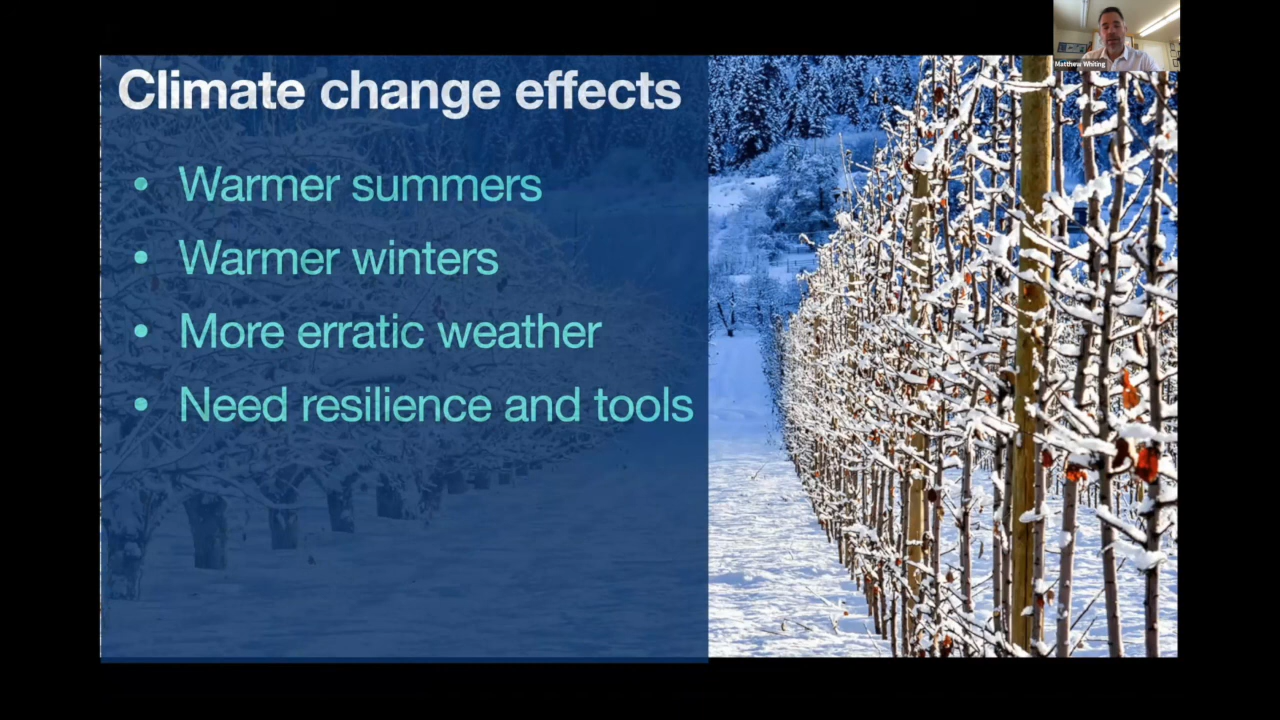 Matthew Whiting
Climate change effects
• Warmer summers
• Warmer winters
• More erratic weather
• Need resilience and tools